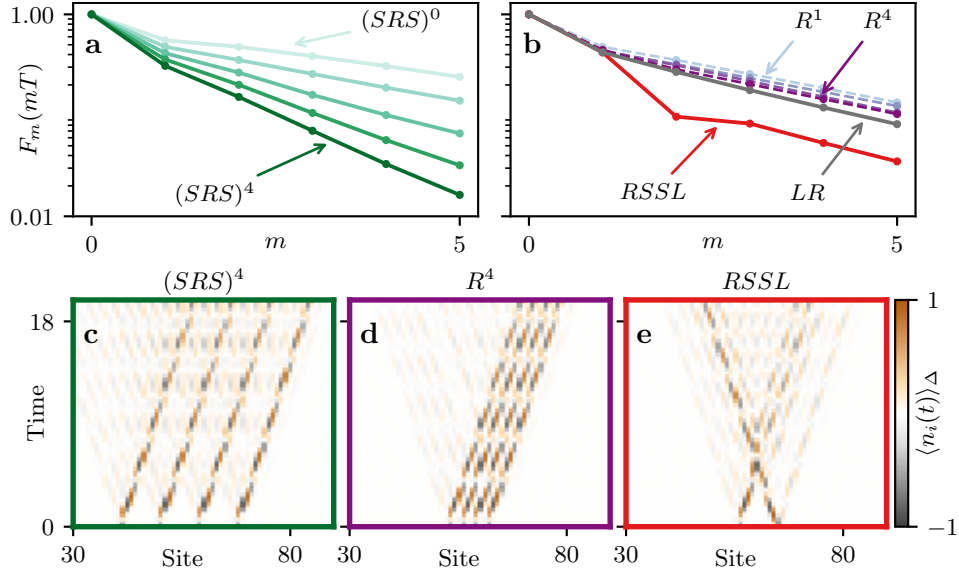 1.00
0.01
F_m(mT)
a
(SRS)^0
(SRS)^4
0
m
5
b
R^1
R^4
RSSL
LR
0
m
5
(SRS)^4
R^4
RSSL
18
0
Time
c
d
e
30
Site
80
30
Site
80
30
Site
80
1
−1
⟨n_i(t)⟩_Δ